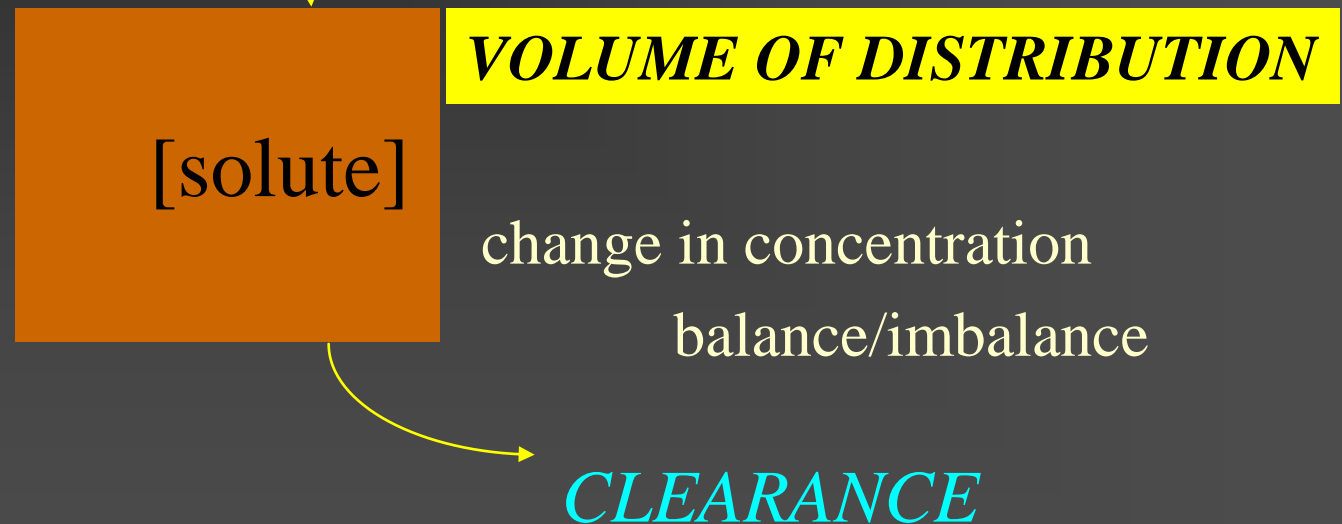 VOLUME OF DISTRIBUTION
[solute]
change in concentration
balance/imbalance
CLEARANCE